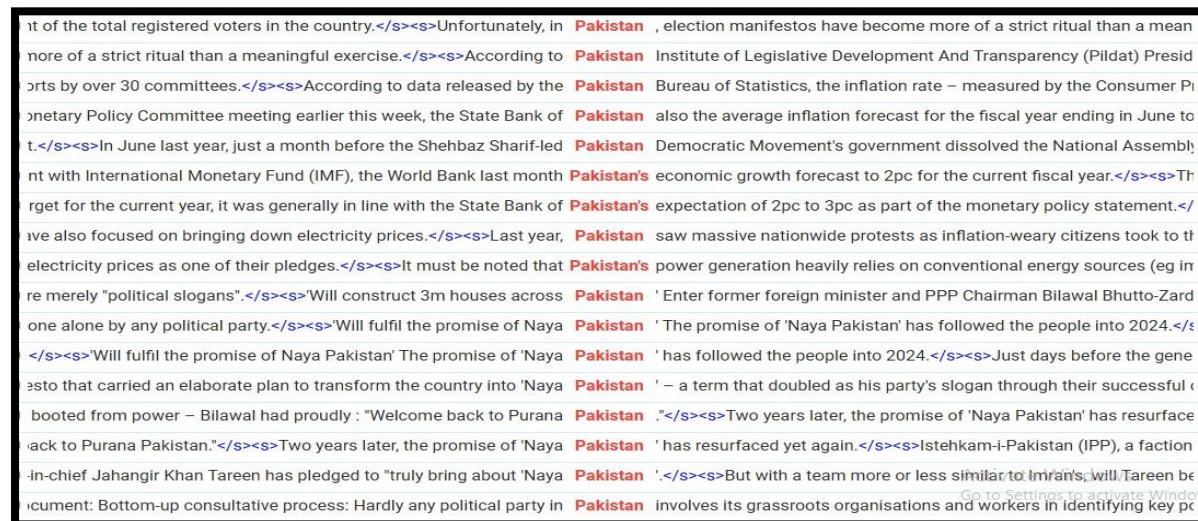 nt of the total registered voters in the country.</s><s>Unfortunately, in Pakistan , election manifestos have become more of a strict ritual than a mean
more of a strict ritual than a meaningful exercise.</s><s>According to Pakistan Institute of Legislative Development And Transparency (Pildat) Presid
orts by over 30 committees.</s><s>According to data released by the Pakistan Bureau of Statistics, the inflation rate – measured by the Consumer Pr
onetary Policy Committee meeting earlier this week, the State Bank of Pakistan also the average inflation forecast for the fiscal year ending in June to
t.</s><s>In June last year, just a month before the Shehbaz Sharif-led Pakistan Democratic Movement's government dissolved the National Assembly
nt with International Monetary Fund (IMF), the World Bank last month Pakistan's economic growth forecast to 2pc for the current fiscal year.</s><s>Th
rget for the current year, it was generally in line with the State Bank of Pakistan's expectation of 2pc to 3pc as part of the monetary policy statement.</
ave also focused on bringing down electricity prices.</s><s>Last year, Pakistan saw massive nationwide protests as inflation-weary citizens took to th
electricity prices as one of their pledges.</s><s>It must be noted that Pakistan's power generation heavily relies on conventional energy sources (eg im
re merely "political slogans".</s><s>'Will construct 3m houses across Pakistan ' Enter former foreign minister and PPP Chairman Bilawal Bhutto-Zard
one alone by any political party.</s><s>'Will fulfil the promise of Naya Pakistan ' The promise of 'Naya Pakistan' has followed the people into 2024.</s
</s><s>'Will fulfil the promise of Naya Pakistan' The promise of 'Naya Pakistan ' has followed the people into 2024.</s><s>Just days before the gene
esto that carried an elaborate plan to transform the country into 'Naya Pakistan ' – a term that doubled as his party's slogan through their successful
booted from power – Bilawal had proudly : "Welcome back to Purana Pakistan ."</s><s>Two years later, the promise of 'Naya Pakistan' has resurface
back to Purana Pakistan."</s><s>Two years later, the promise of 'Naya Pakistan ' has resurfaced yet again.</s><s>Istehkam-i-Pakistan (IPP), a faction
-in-chief Jahangir Khan Tareen has pledged to "truly bring about 'Naya Pakistan '.</s><s>But with a team more or less similar to Imran's, will Tareen be
Activate Windows
ocument: Bottom-up consultative process: Hardly any political party in Pakistan involves its grassroots organisations and workers in identifying key po
Go to Settings to activate Windo